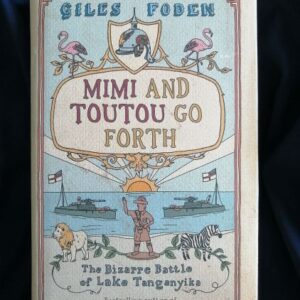 GILES FODEN
MIMI AND
TOUTOU GO
FORTH
The Bizarre Battle
of Lake Tanganyika